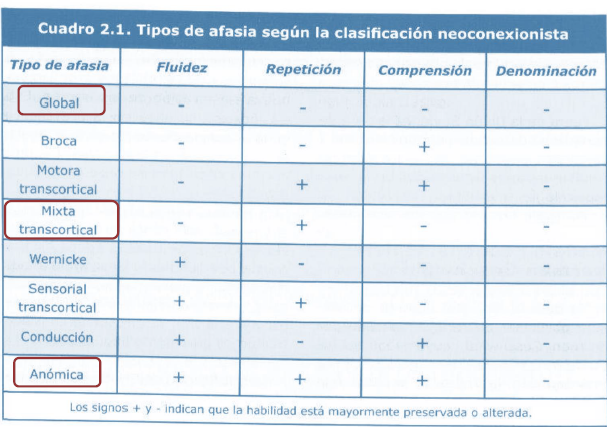 Cuadro 2.1. Tipos de afasia según la clasificación neoconexionista
Tipo de afasia Fluidez Repetición Comprensión Denominación
Global - - - -
Broca - - + -
Motora
transcortical - + + -
Mixta
transcortical - + - -
Wernicke + - - -
Sensorial
transcortical + + - -
Conducción + - + -
Anómica + + + -
Los signos + y - indican que la habilidad está mayormente preservada o alterada.